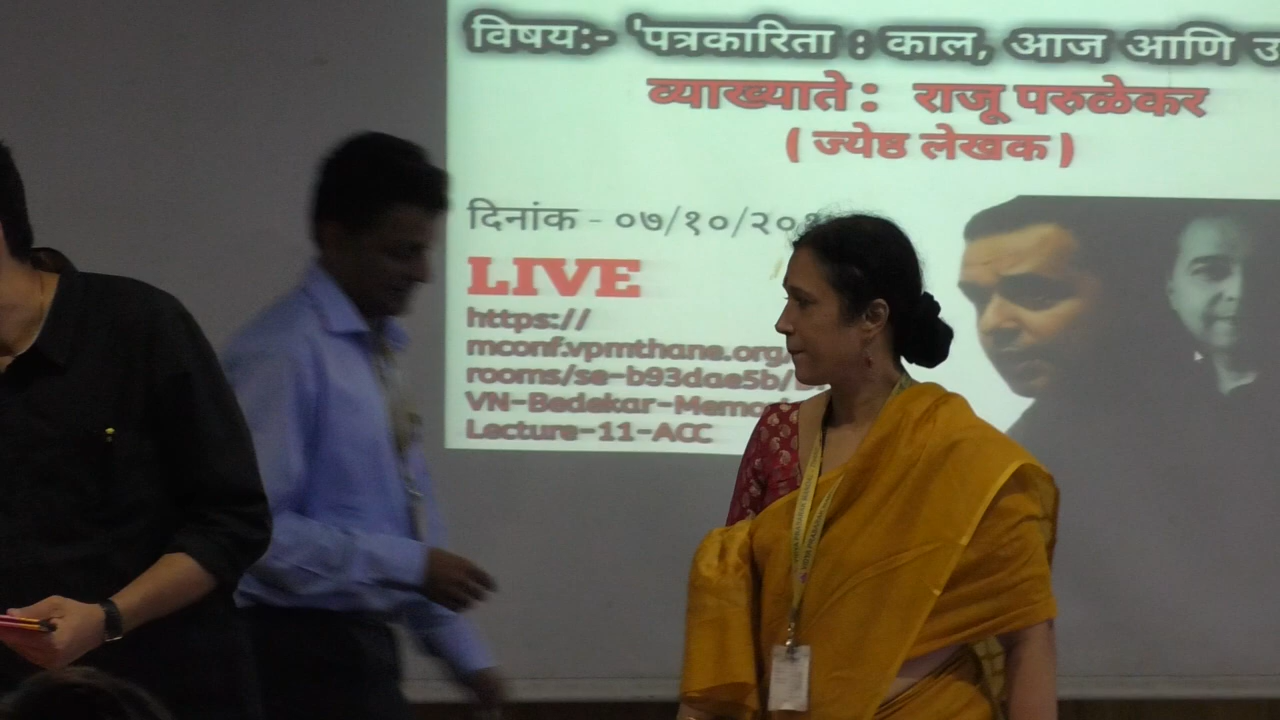 विषय:- 'पत्रकारिता : काल, आज आणि
व्याख्याते : राजू परुळेकर
( ज्येष्ठ लेखक )
दिनांक - ०७/१०/२०
LIVE
https://
mconf.vpmthane.org/
rooms/se-b93dae5b/
VN-Bedekar-Memor
Lecture-11-ACC